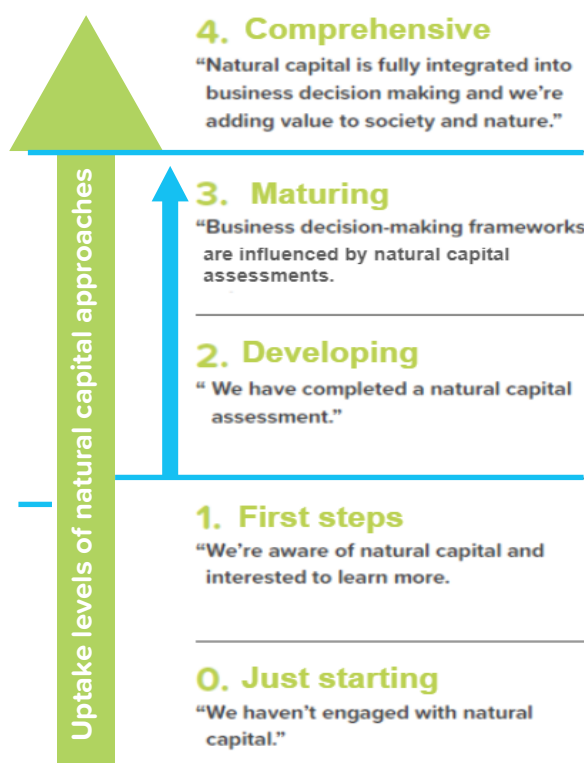 4. Comprehensive
“Natural capital is fully integrated into
business decision making and we’re
adding value to society and nature.”
3. Maturing
“Business decision-making frameworks
are influenced by natural capital
assessments.
2. Developing
“ We have completed a natural capital
assessment.”
1. First steps
“We’re aware of natural capital and
interested to learn more.
0. Just starting
“We haven’t engaged with natural
capital.”
Uptake levels of natural capital approaches